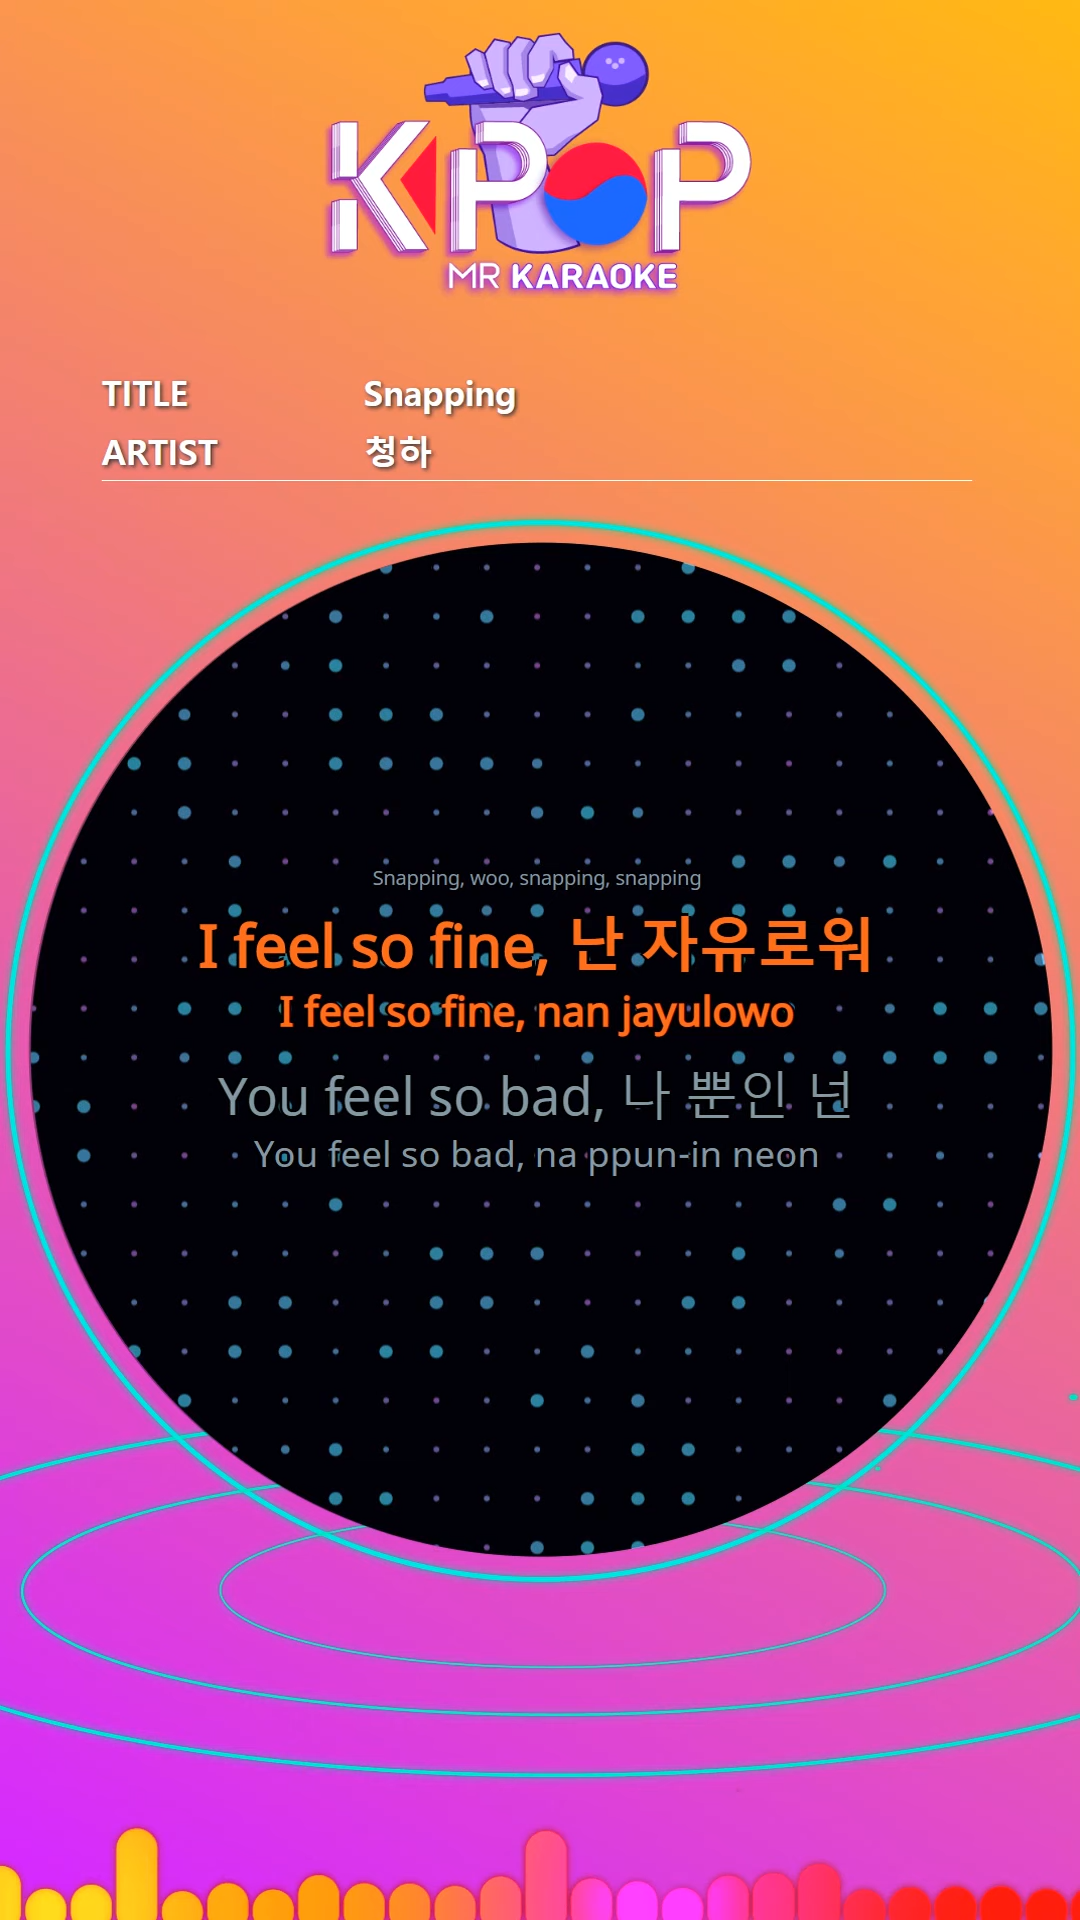 KPOP
MR KARAOKE
TITLE Snapping
ARTIST 청하
Snapping, woo, snapping, snapping
I feel so fine, 난 자유로워
I feel so fine, nan jayulowo
You feel so bad, 나 뿐인 넌
You feel so bad, na ppun-in neon